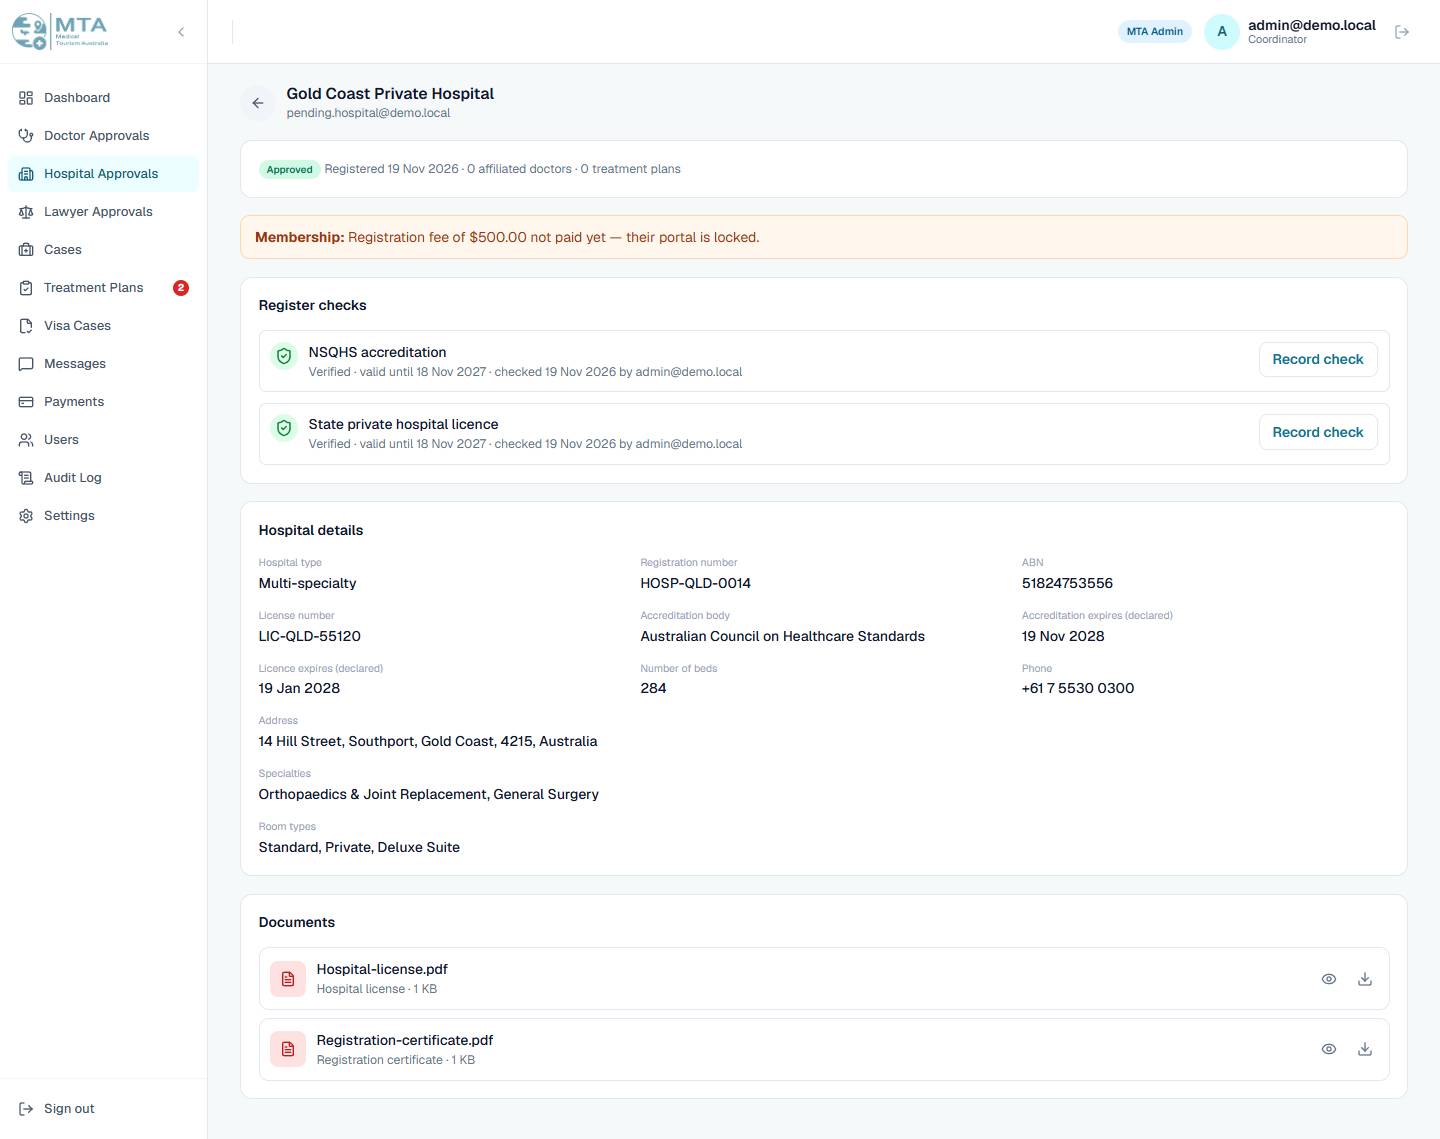 MTA
Medical
Tourism Australia
MTA Admin
A
admin@demo.local
Coordinator
Dashboard
Doctor Approvals
Hospital Approvals
Lawyer Approvals
Cases
Treatment Plans 2
Visa Cases
Messages
Payments
Users
Audit Log
Settings
Sign out
Gold Coast Private Hospital
pending.hospital@demo.local
Approved Registered 19 Nov 2026 · 0 affiliated doctors · 0 treatment plans
Membership: Registration fee of $500.00 not paid yet — their portal is locked.
Register checks
NSQHS accreditation
Verified · valid until 18 Nov 2027 · checked 19 Nov 2026 by admin@demo.local
Record check
State private hospital licence
Verified · valid until 18 Nov 2027 · checked 19 Nov 2026 by admin@demo.local
Record check
Hospital details
Hospital type
Multi-specialty
Registration number
HOSP-QLD-0014
ABN
51824753556
License number
LIC-QLD-55120
Accreditation body
Australian Council on Healthcare Standards
Accreditation expires (declared)
19 Nov 2028
Licence expires (declared)
19 Jan 2028
Number of beds
284
Phone
+61 7 5530 0300
Address
14 Hill Street, Southport, Gold Coast, 4215, Australia
Specialties
Orthopaedics & Joint Replacement, General Surgery
Room types
Standard, Private, Deluxe Suite
Documents
Hospital-license.pdf
Hospital license · 1 KB
Registration-certificate.pdf
Registration certificate · 1 KB